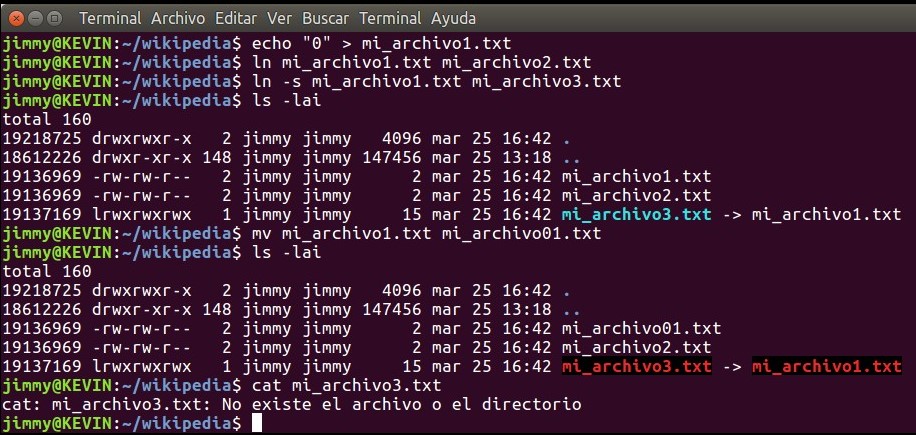 Terminal Archivo Editar Ver Buscar Terminal Ayuda
jimmy@KEVIN:~/wikipedia$ echo "0" > mi_archivo1.txt
jimmy@KEVIN:~/wikipedia$ ln mi_archivo1.txt mi_archivo2.txt
jimmy@KEVIN:~/wikipedia$ ln -s mi_archivo1.txt mi_archivo3.txt
jimmy@KEVIN:~/wikipedia$ ls -lai
total 160
19218725 drwxrwxr-x   2 jimmy jimmy   4096 mar 25 16:42 .
18612226 drwxr-xr-x 148 jimmy jimmy 147456 mar 25 13:18 ..
19136969 -rw-rw-r--   2 jimmy jimmy      2 mar 25 16:42 mi_archivo1.txt
19136969 -rw-rw-r--   2 jimmy jimmy      2 mar 25 16:42 mi_archivo2.txt
19137169 lrwxrwxrwx   1 jimmy jimmy     15 mar 25 16:42 mi_archivo3.txt -> mi_archivo1.txt
jimmy@KEVIN:~/wikipedia$ mv mi_archivo1.txt mi_archivo01.txt
jimmy@KEVIN:~/wikipedia$ ls -lai
total 160
19218725 drwxrwxr-x   2 jimmy jimmy   4096 mar 25 16:42 .
18612226 drwxr-xr-x 148 jimmy jimmy 147456 mar 25 13:18 ..
19136969 -rw-rw-r--   2 jimmy jimmy      2 mar 25 16:42 mi_archivo01.txt
19136969 -rw-rw-r--   2 jimmy jimmy      2 mar 25 16:42 mi_archivo2.txt
19137169 lrwxrwxrwx   1 jimmy jimmy     15 mar 25 16:42 mi_archivo3.txt -> mi_archivo1.txt
jimmy@KEVIN:~/wikipedia$ cat mi_archivo3.txt
cat: mi_archivo3.txt: No existe el archivo o el directorio
jimmy@KEVIN:~/wikipedia$